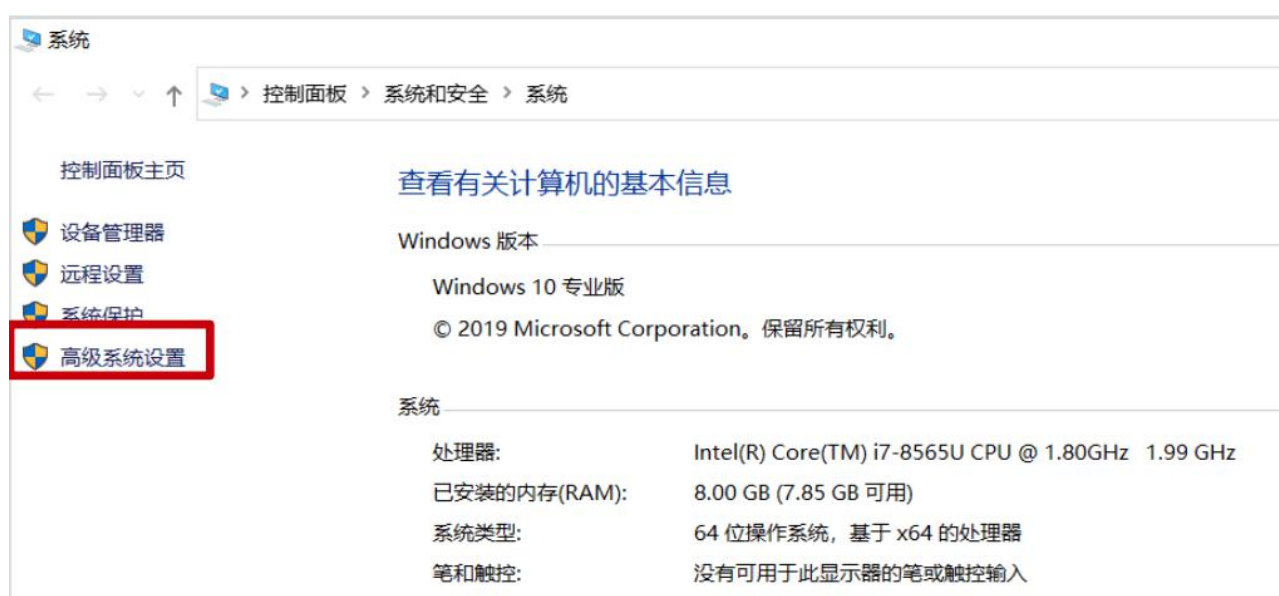 系统
控制面板 > 系统和安全 > 系统
控制面板主页
设备管理器
远程设置
系统保护
高级系统设置
查看有关计算机的基本信息
Windows 版本
Windows 10 专业版
© 2019 Microsoft Corporation。保留所有权利。
系统
处理器: Intel(R) Core(TM) i7-8565U CPU @ 1.80GHz 1.99 GHz
已安装的内存(RAM): 8.00 GB (7.85 GB 可用)
系统类型: 64 位操作系统，基于 x64 的处理器
笔和触控: 没有可用于此显示器的笔或触控输入